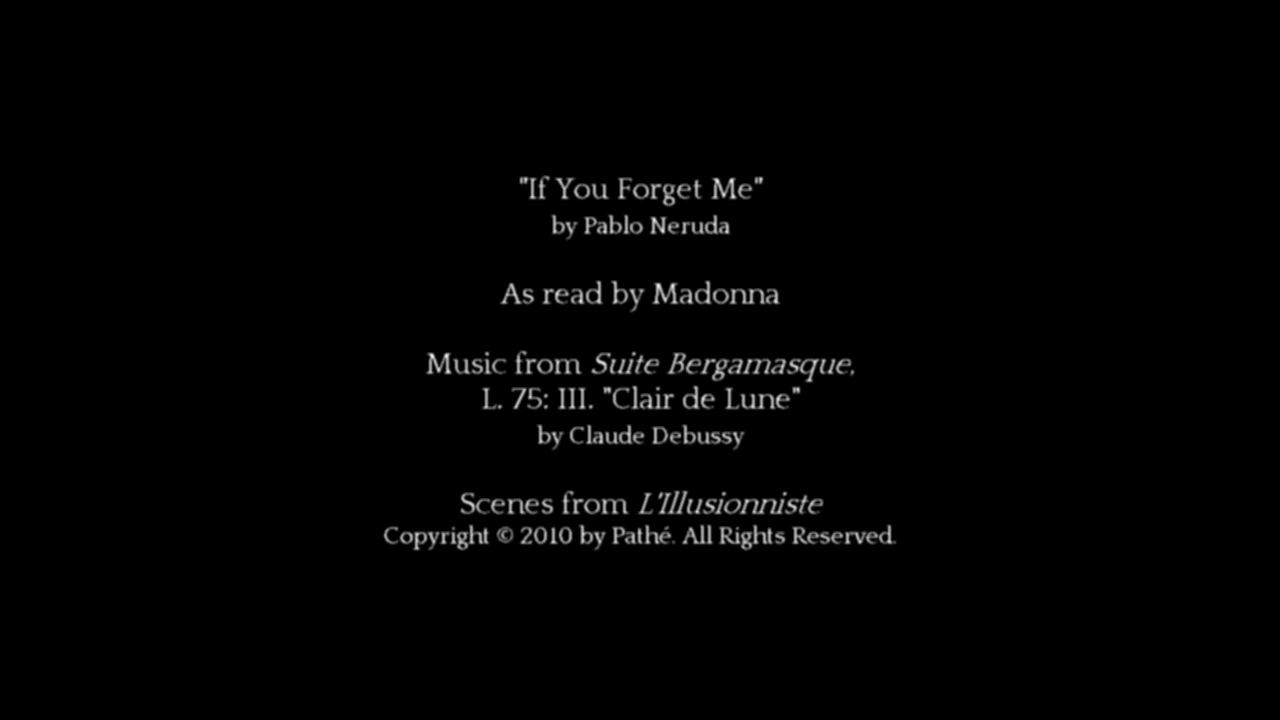 "If You Forget Me"
by Pablo Neruda
As read by Madonna
Music from Suite Bergamasque,
L. 75: III. "Clair de Lune"
by Claude Debussy
Scenes from L'Illusionniste
Copyright © 2010 by Pathé. All Rights Reserved.